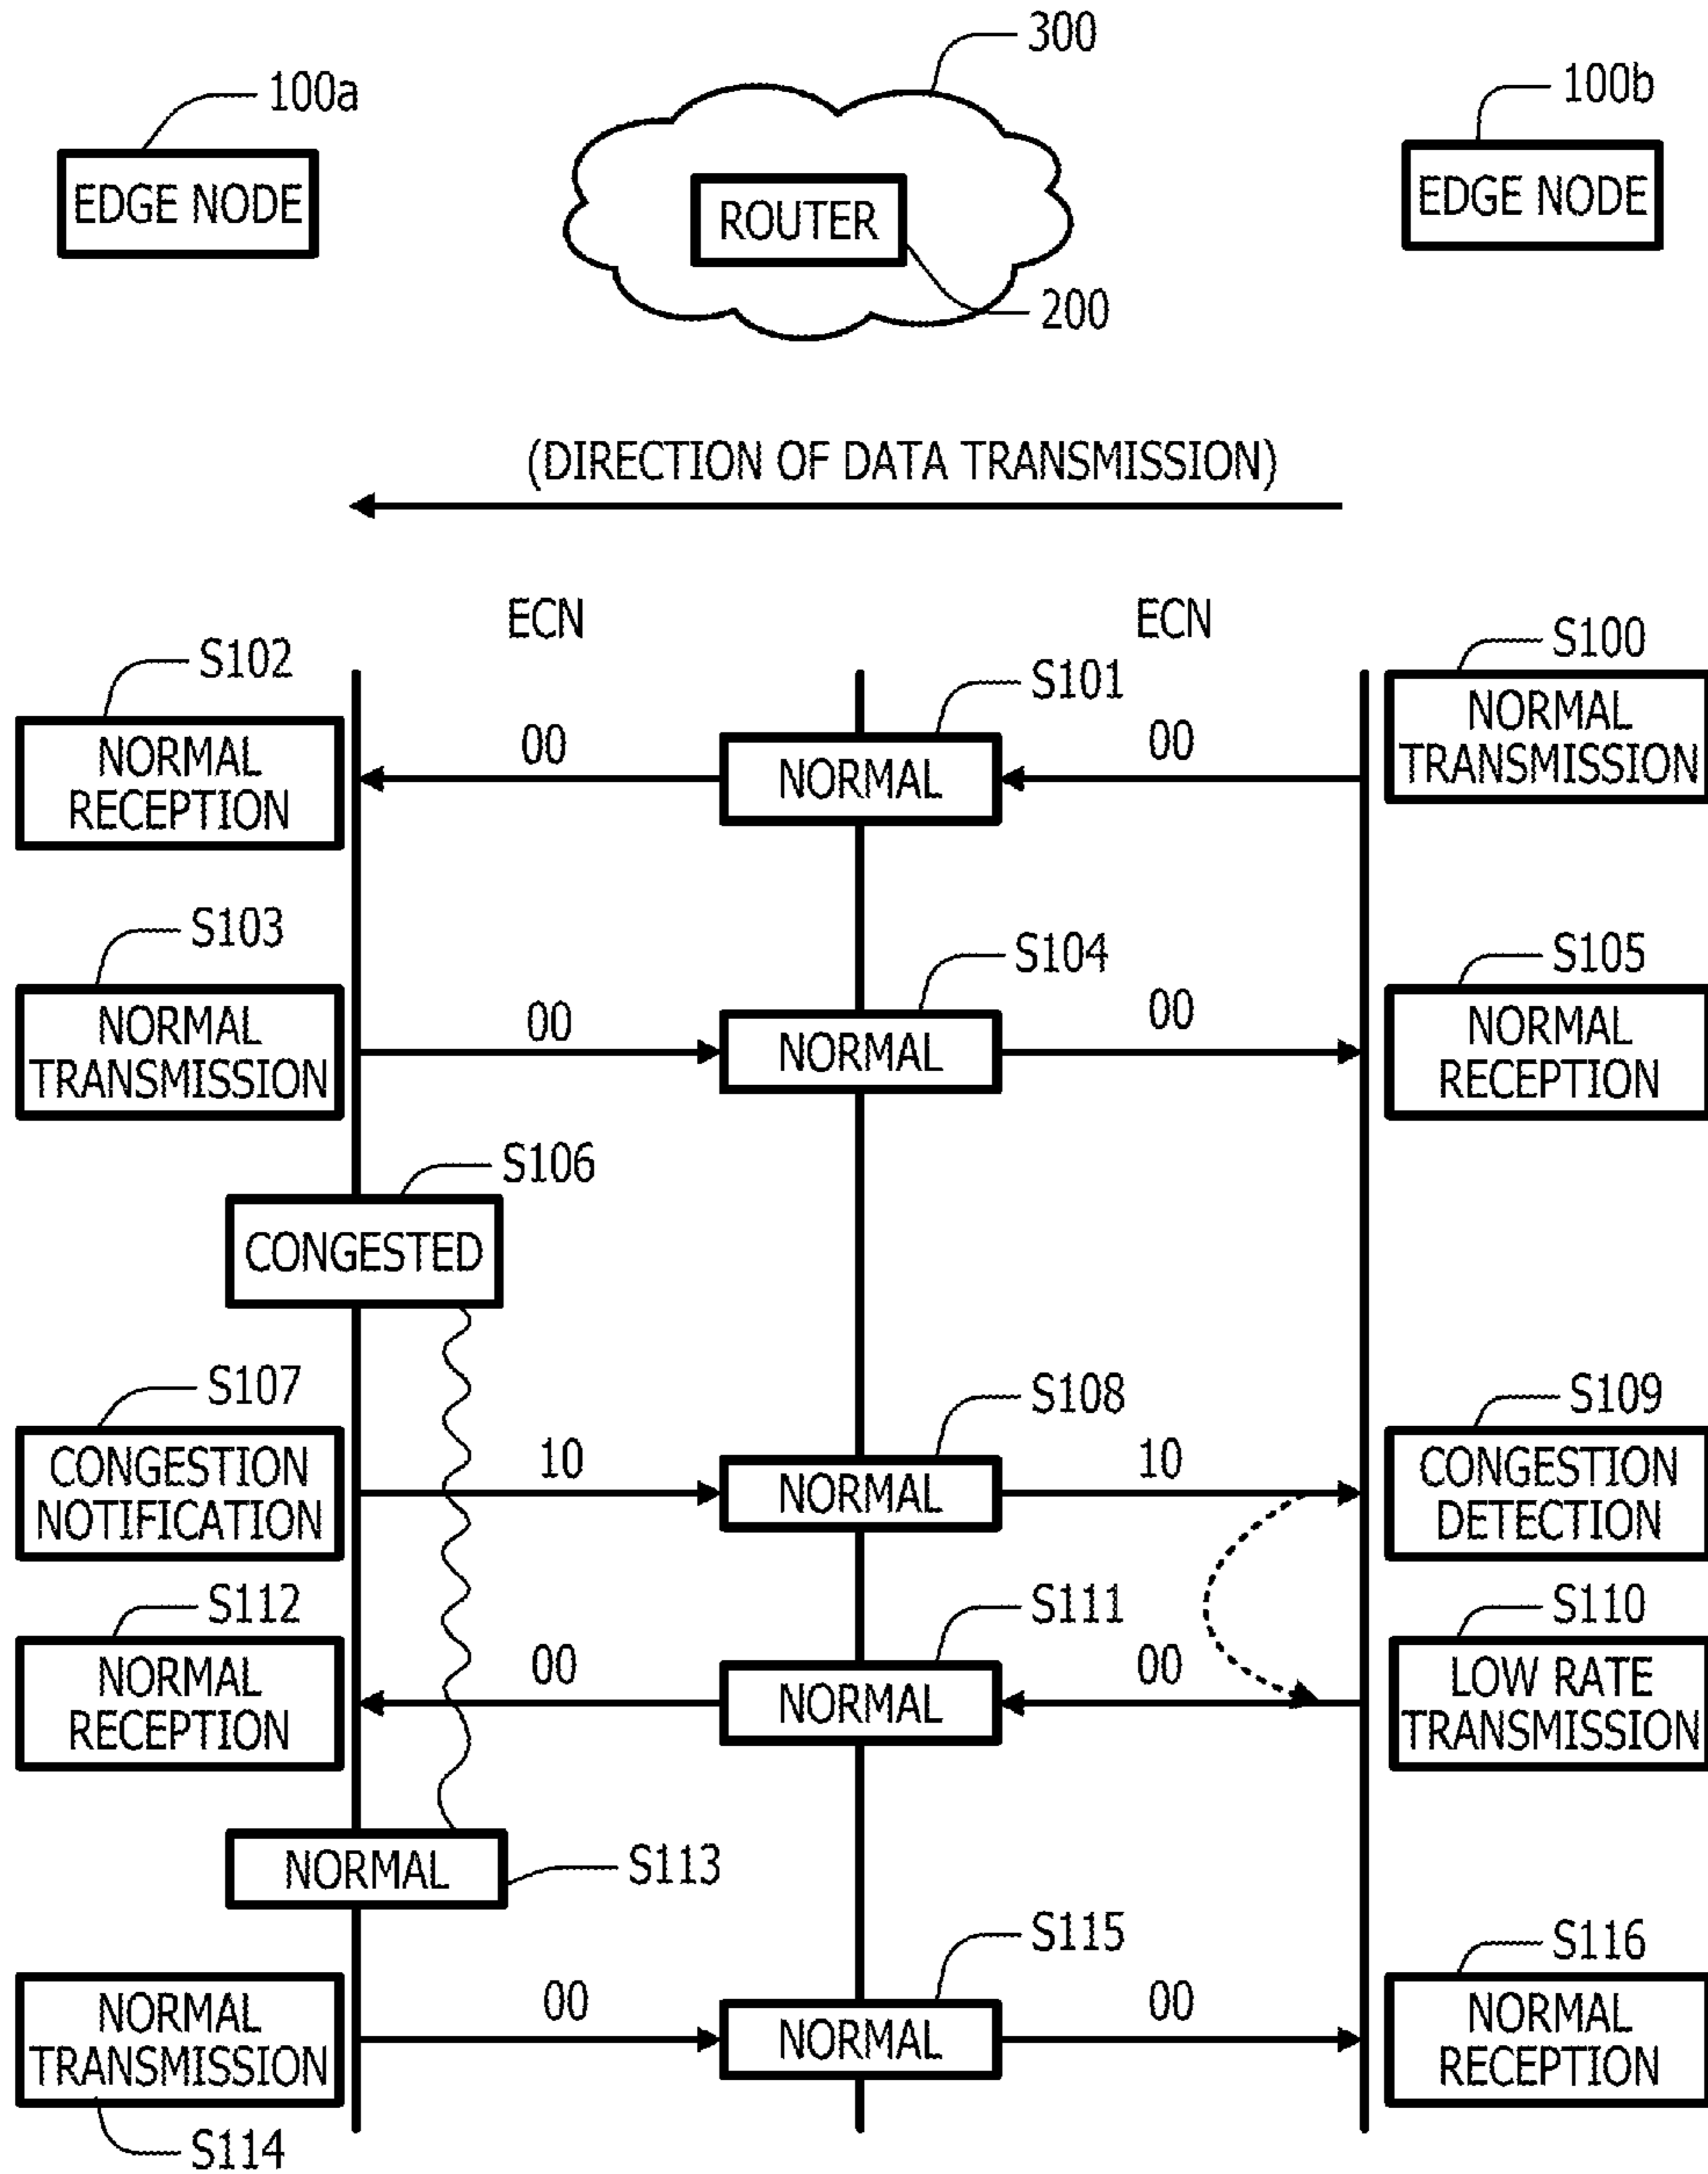 300
100a
100b
EDGE NODE
ROUTER
EDGE NODE
200
(DIRECTION OF DATA TRANSMISSION)
ECN
ECN
S102
S101
S100
NORMAL
RECEPTION
00
NORMAL
00
NORMAL
TRANSMISSION
S103
S104
S105
NORMAL
TRANSMISSION
00
NORMAL
00
NORMAL
RECEPTION
S106
CONGESTED
S107
S108
S109
CONGESTION
NOTIFICATION
10
NORMAL
10
CONGESTION
DETECTION
S112
S111
S110
NORMAL
RECEPTION
00
NORMAL
00
LOW RATE
TRANSMISSION
NORMAL
S113
S115
S116
NORMAL
TRANSMISSION
00
NORMAL
00
NORMAL
RECEPTION
S114